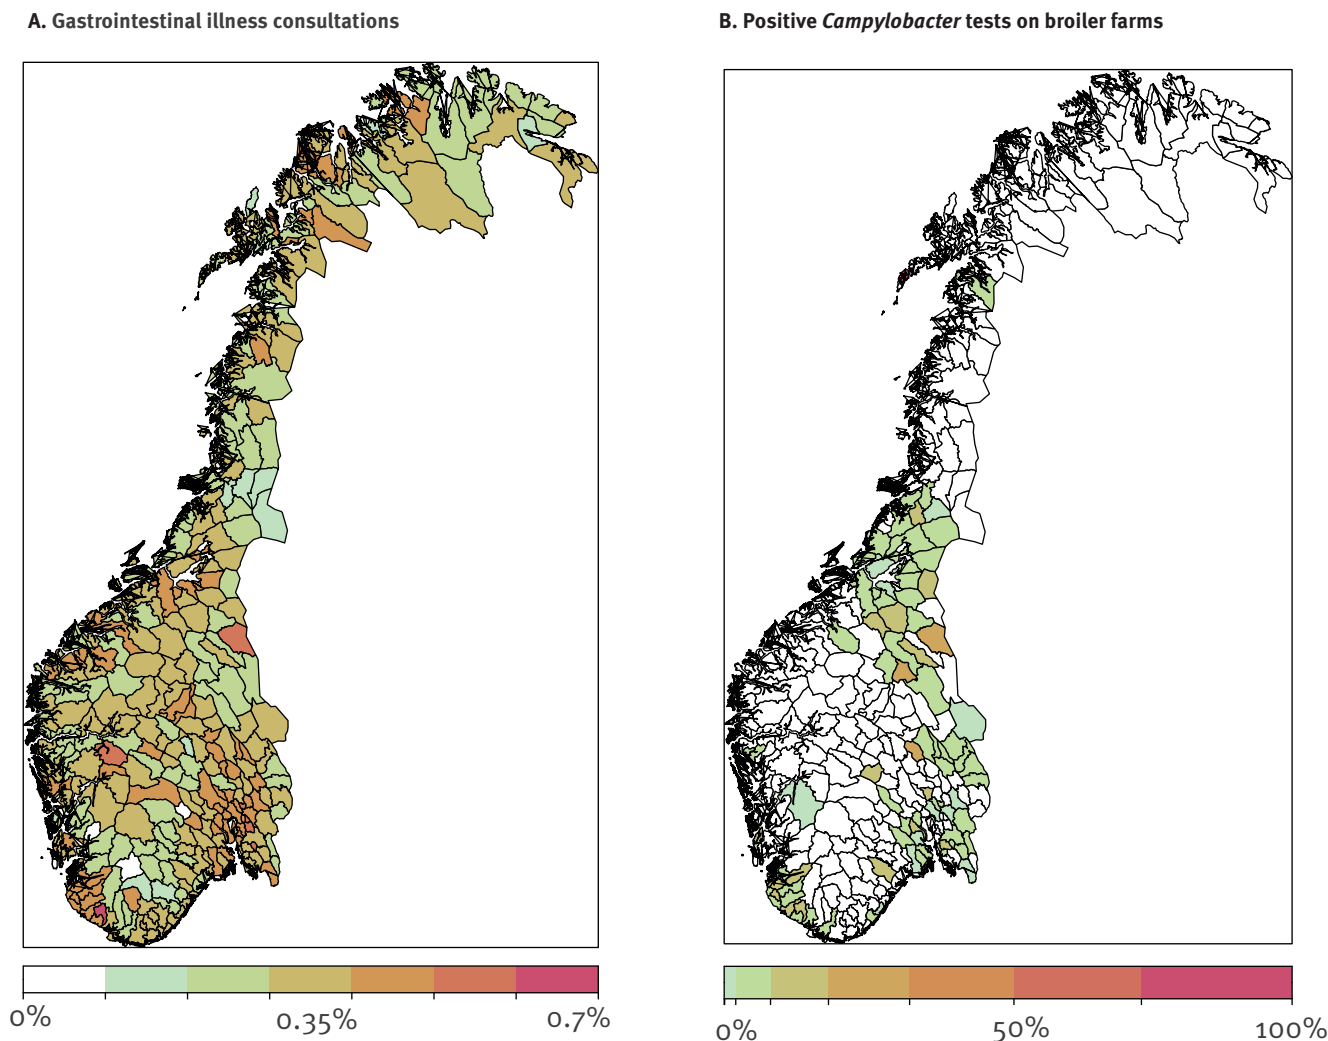 A. Gastrointestinal illness consultations
B. Positive Campylobacter tests on broiler farms
0% 0.35% 0.7%
0% 50% 100%